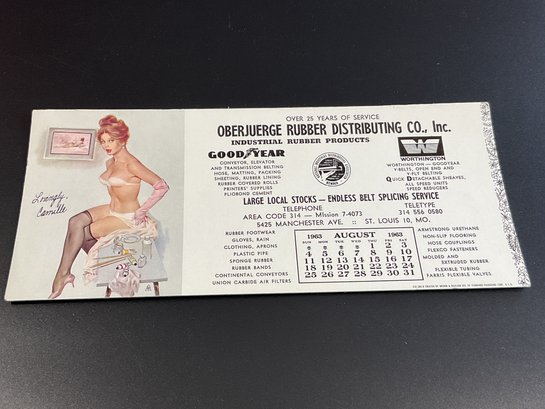 OVER 25 YEARS OF SERVICE
OBERJUERGE RUBBER DISTRIBUTING CO., Inc.
INDUSTRIAL RUBBER PRODUCTS
GOODYEAR
CONVEYOR, ELEVATOR
AND TRANSMISSION BELTING
HOSE, MATTING, PACKING
SHEETING, RUBBER LINING
RUBBER COVERED ROLLS
PRINTERS' SUPPLIES
PLIOBOND CEMENT
W
WORTHINGTON
WORTHINGTON — GOODYEAR
V-BELTS, OPEN END AND
V-PLY BELTING
QUICK DETACHABLE SHEAVES,
ALL SPEED UNITS
SPEED REDUCERS
LARGE LOCAL STOCKS — ENDLESS BELT SPLICING SERVICE
TELEPHONE
AREA CODE 314 — Mission 7-4073
TELETYPE
314 556 0580
5425 MANCHESTER AVE. :: ST. LOUIS 10, MO.
Lovingly,
Camille
RUBBER FOOTWEAR
GLOVES, RAIN
CLOTHING, APRONS
PLASTIC PIPE
SPONGE RUBBER
RUBBER BANDS
CONTINENTAL CONVEYORS
UNION CARBIDE AIR FILTERS
1963 AUGUST 1963
SUN MON TUE WED THU FRI SAT
1 2 3
4 5 6 7 8 9 10
11 12 13 14 15 16 17
18 19 20 21 22 23 24
25 26 27 28 29 30 31
ARMSTRONG URETHANE
NON-SLIP FLOORING
HOSE COUPLINGS
FLEXCO FASTENERS
MOLDED AND
EXTRUDED RUBBER
FLEXIBLE TUBING
FARRIS FLEXIBLE VALVES